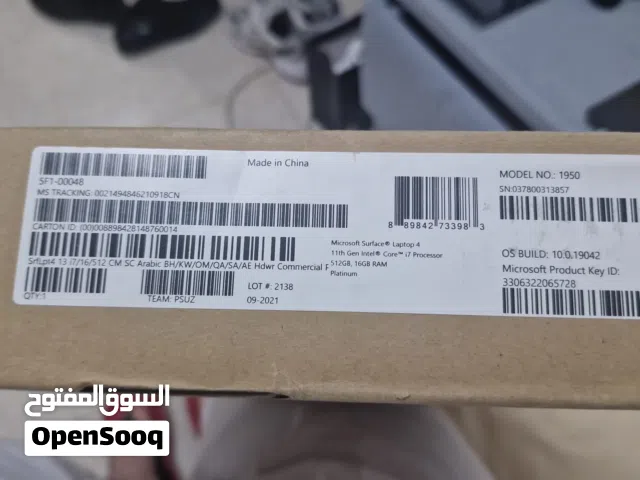 5F1-00048
MS TRACKING: 0021494846210918CN
CARTON ID: (00)008898428148760014
SrfLpt4 13 i7/16/512 CM SC Arabic BH/KW/OM/QA/SA/AE Hdwr Commercial
QTY:1
TEAM: PSUZ
LOT #: 2138
09-2021
Made in China
8 89842 73398 3
Microsoft Surface® Laptop 4
11th Gen Intel® Core™ i7 Processor
512GB, 16GB RAM
Platinum
MODEL NO.: 1950
SN:037800313857
OS BUILD: 10.0.19042
Microsoft Product Key ID:
3306322065728
السوق المفتوح
OpenSooq